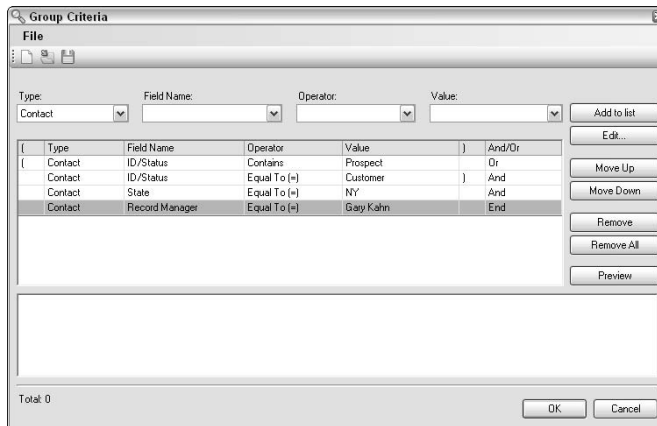 Group Criteria
File
Type: Field Name: Operator: Value:
Contact
Add to list
Edit...
( Type Field Name Operator Value ) And/Or
( Contact ID/Status Contains Prospect Or
Contact ID/Status Equal To (=) Customer ) And
Contact State Equal To (=) NY And
Contact Record Manager Equal To (=) Gary Kahn End
Move Up
Move Down
Remove
Remove All
Preview
Total: 0
OK Cancel